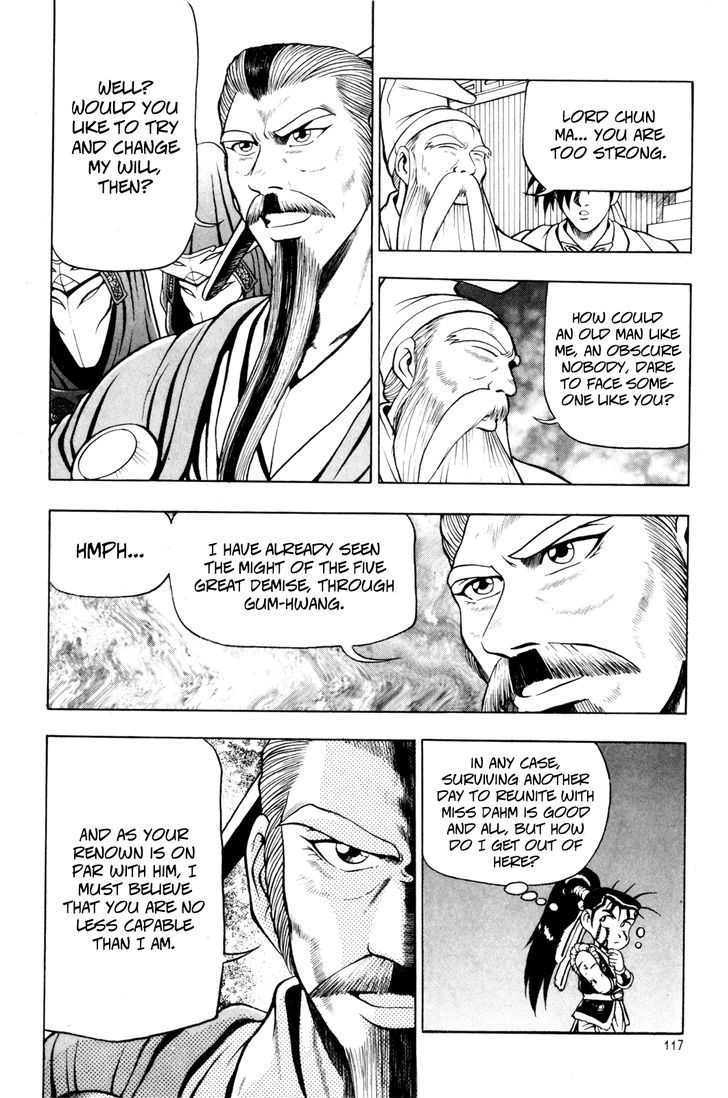 WELL?
WOULD YOU
LIKE TO TRY
AND CHANGE
MY WILL,
THEN?
LORD CHUN
MA... YOU ARE
TOO STRONG.
HOW COULD
AN OLD MAN LIKE
ME, AN OBSCURE
NOBODY, DARE
TO FACE SOME-
ONE LIKE YOU?
HMPH...
I HAVE ALREADY SEEN
THE MIGHT OF THE FIVE
GREAT DEMISE, THROUGH
GUM-HWANG.
AND AS YOUR
RENOWN IS ON
PAR WITH HIM, I
MUST BELIEVE
THAT YOU ARE NO
LESS CAPABLE
THAN I AM.
IN ANY CASE,
SURVIVING ANOTHER
DAY TO REUNITE WITH
MISS DAHM IS GOOD
AND ALL, BUT HOW
DO I GET OUT OF
HERE?
117